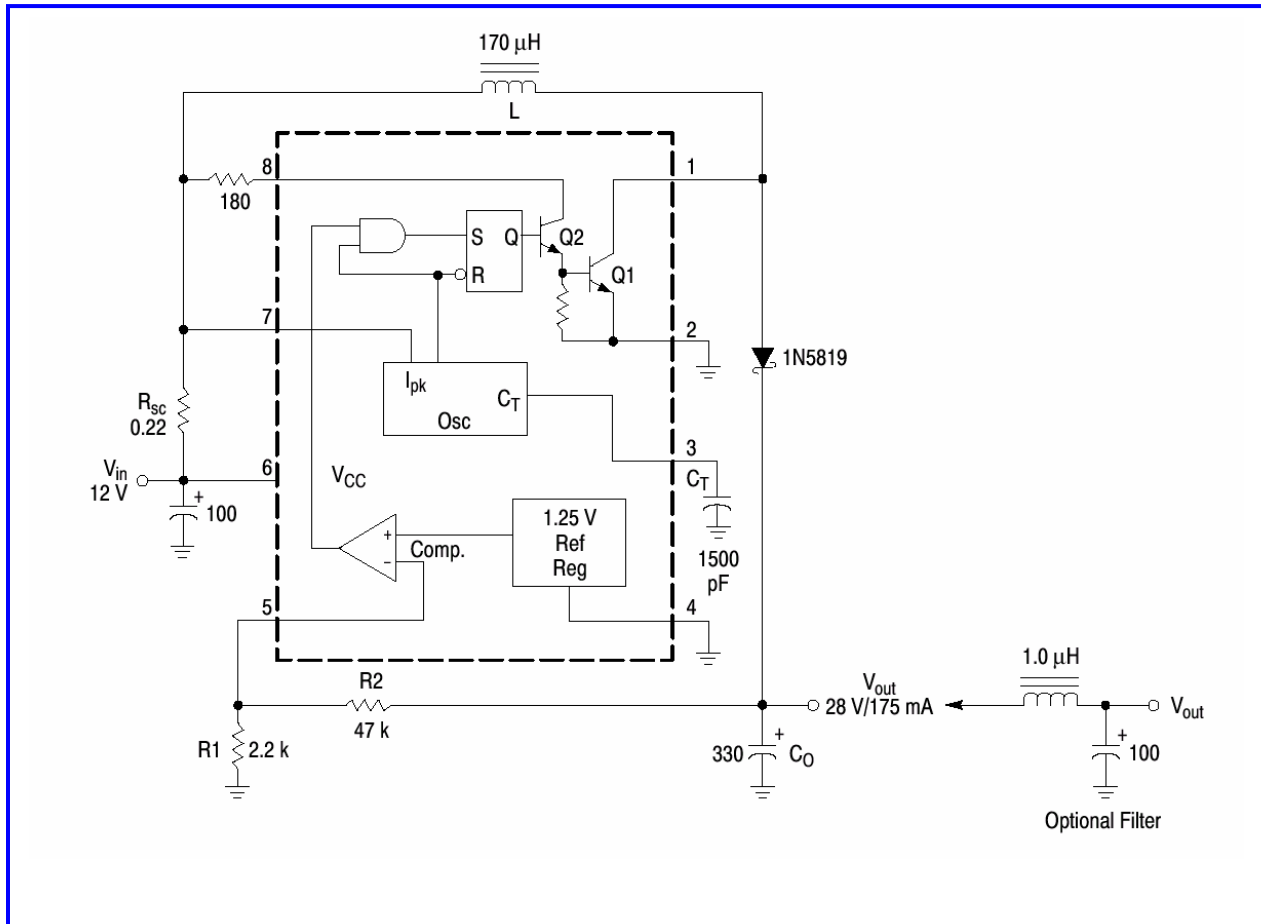 170 μH
L
8
1
180
S
Q
Q2
R
Q1
7
2
1N5819
Ipk
CT
Osc
Rsc
0.22
3
Vin
12 V
6
VCC
CT
100
1.25 V
Ref
Reg
+
Comp.
−
1500
pF
5
4
R2
47 k
1.0 μH
Vout
28 V/175 mA
Vout
R1
2.2 k
330
+
CO
+
100
+
Optional Filter